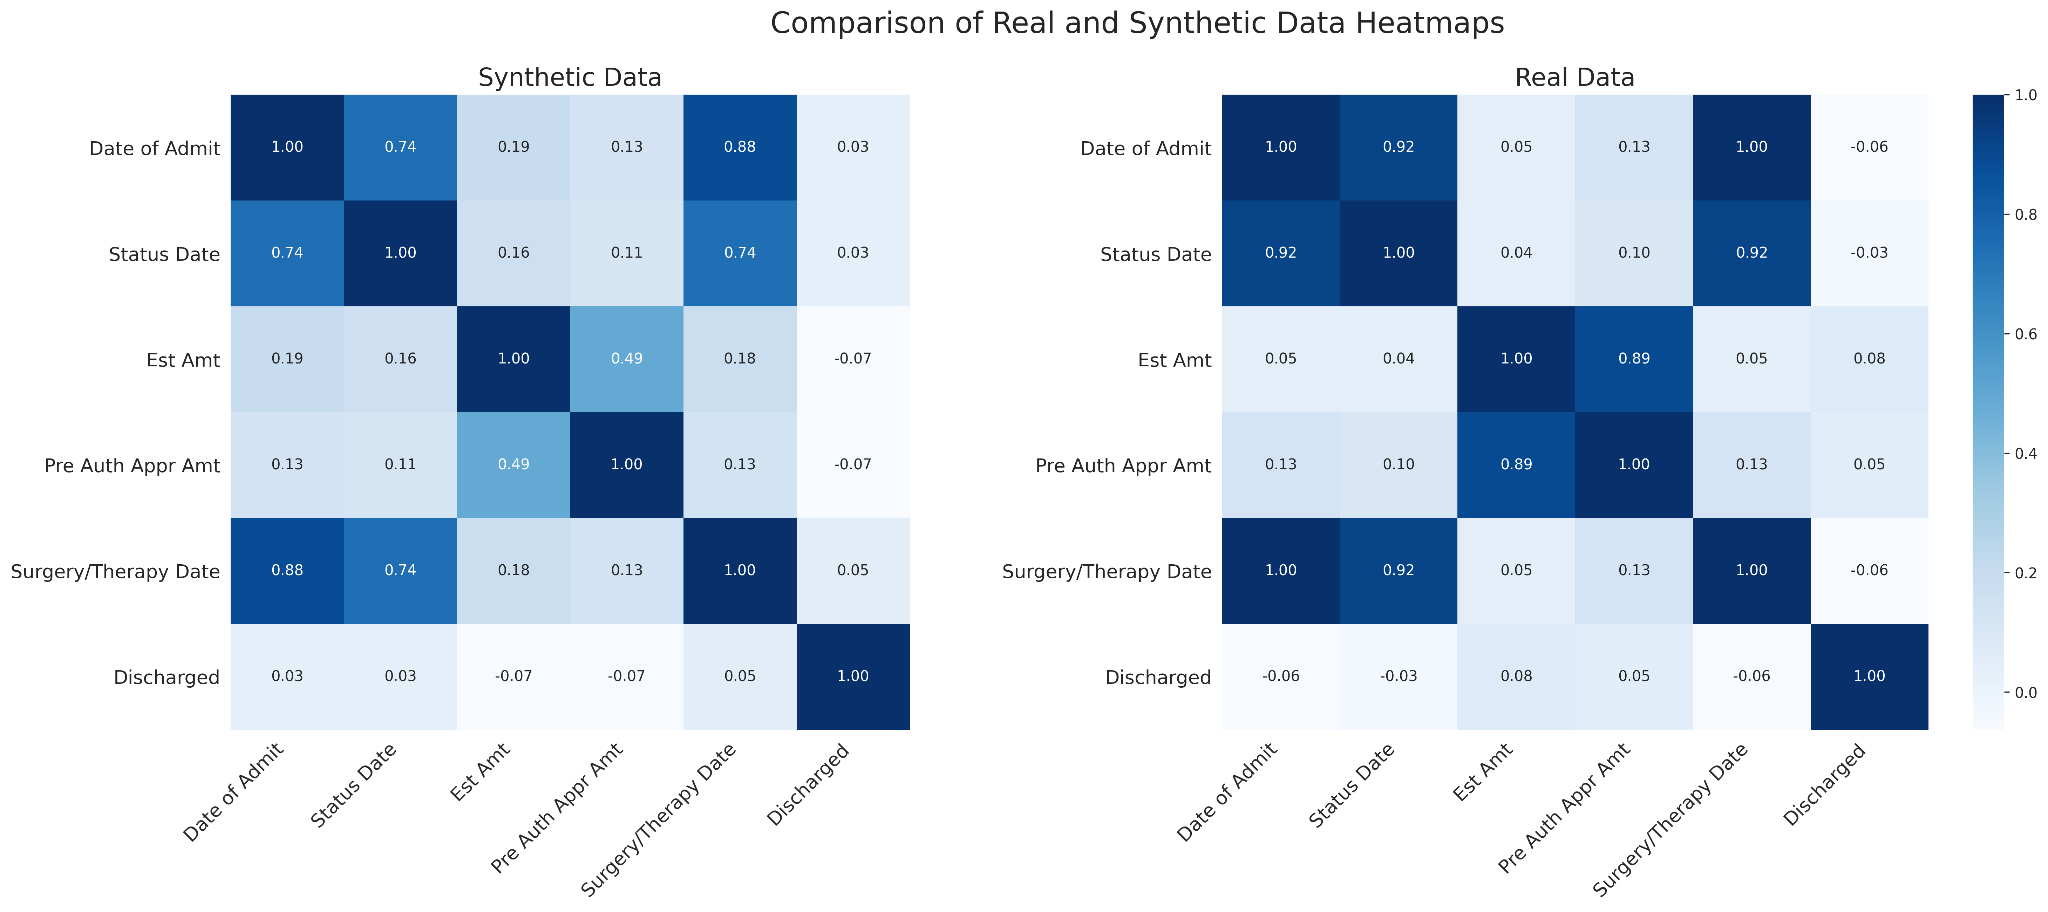 Comparison of Real and Synthetic Data Heatmaps
Synthetic Data
Date of Admit 1.00 0.74 0.19 0.13 0.88 0.03
Status Date 0.74 1.00 0.16 0.11 0.74 0.03
Est Amt 0.19 0.16 1.00 0.49 0.18 -0.07
Pre Auth Appr Amt 0.13 0.11 0.49 1.00 0.13 -0.07
Surgery/Therapy Date 0.88 0.74 0.18 0.13 1.00 0.05
Discharged 0.03 0.03 -0.07 -0.07 0.05 1.00
Date of Admit
Status Date
Est Amt
Pre Auth Appr Amt
Surgery/Therapy Date
Discharged
Real Data
Date of Admit 1.00 0.92 0.05 0.13 1.00 -0.06
Status Date 0.92 1.00 0.04 0.10 0.92 -0.03
Est Amt 0.05 0.04 1.00 0.89 0.05 0.08
Pre Auth Appr Amt 0.13 0.10 0.89 1.00 0.13 0.05
Surgery/Therapy Date 1.00 0.92 0.05 0.13 1.00 -0.06
Discharged -0.06 -0.03 0.08 0.05 -0.06 1.00
Date of Admit
Status Date
Est Amt
Pre Auth Appr Amt
Surgery/Therapy Date
Discharged
1.0
0.8
0.6
0.4
0.2
0.0